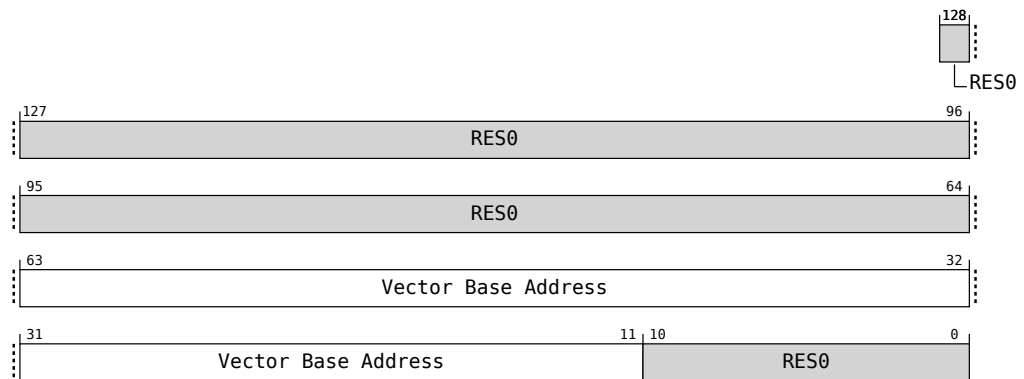 128
RES0
127 96
RES0
95 64
RES0
63 32
Vector Base Address
31 11 10 0
Vector Base Address RES0